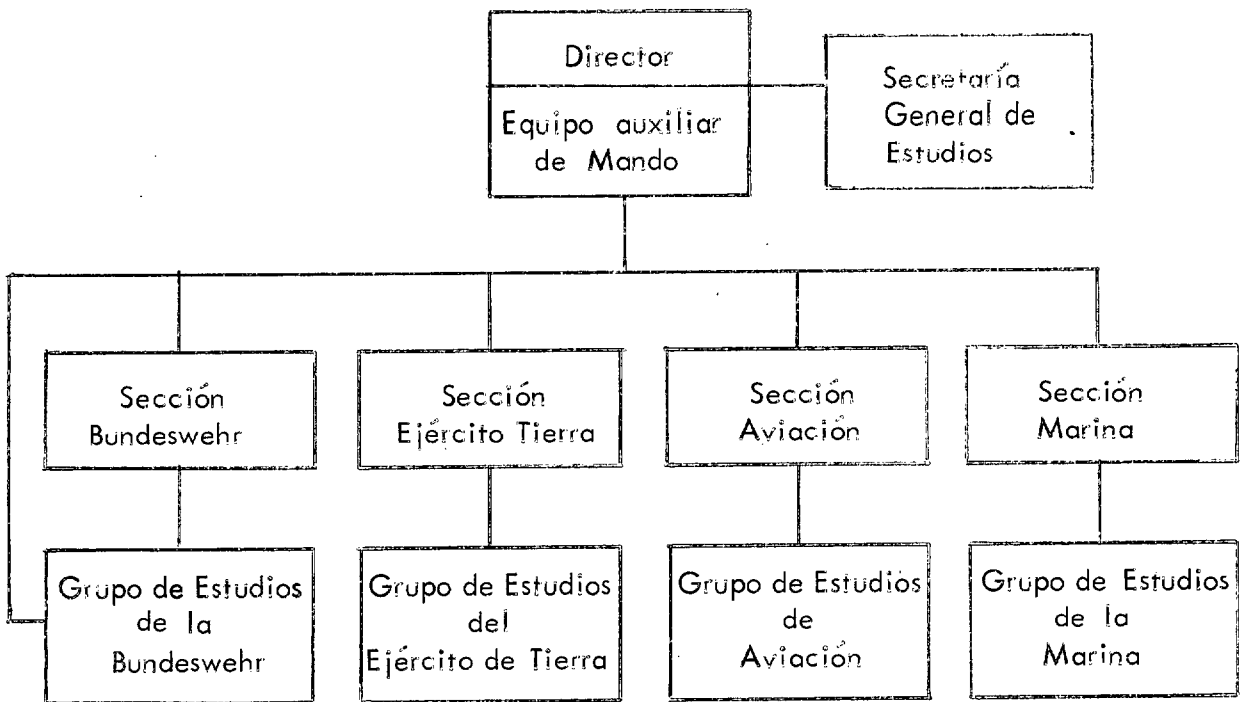 Director
Equipo auxiliar
de Mando
Secretaría
General de
Estudios
Sección
Bundeswehr
Sección
Ejército Tierra
Sección
Aviación
Sección
Marina
Grupo de Estudios
de la
Bundeswehr
Grupo de Estudios
del
Ejército de Tierra
Grupo de Estudios
de
Aviación
Grupo de Estudios
de la
Marina